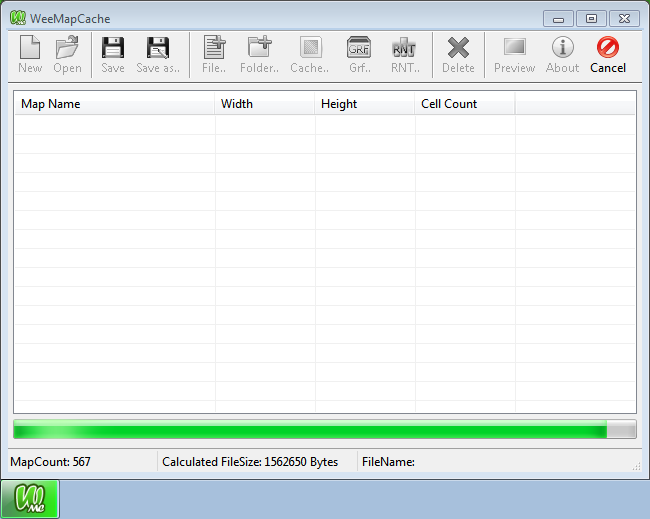 WeeMapCache
New Open Save Save as.. File.. Folder.. Cache.. Grf.. RNT.. Delete Preview About Cancel
GRF RNT
Map Name Width Height Cell Count
MapCount: 567 Calculated FileSize: 1562650 Bytes FileName:
WMC